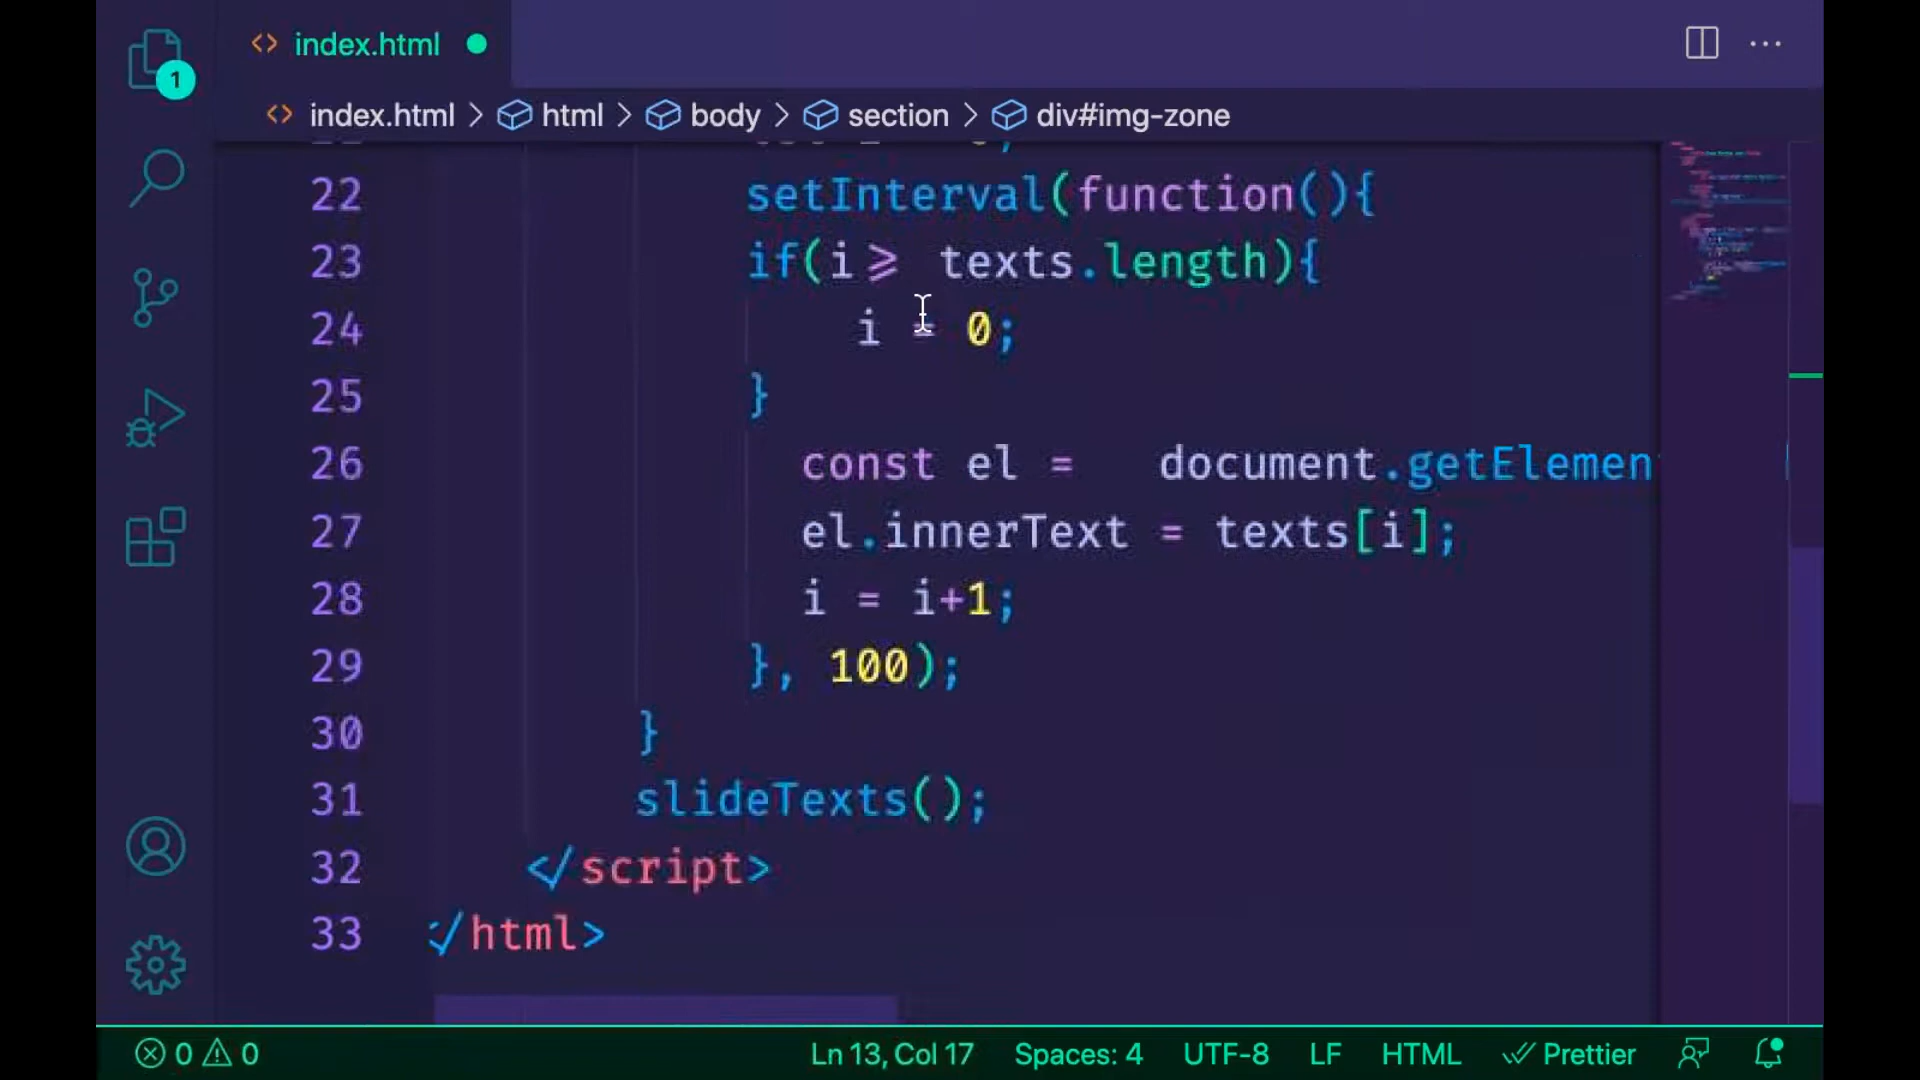 index.html
1
index.html > html > body > section > div#img-zone
22 setInterval(function(){
23 if(i>= texts.length){
24 i = 0;
25 }
26 const el = document.getElemen
27 el.innerText = texts[i];
28 i = i+1;
29 }, 100);
30 }
31 slideTexts();
32 </script>
33 </html>
0 0 Ln 13, Col 17 Spaces: 4 UTF-8 LF HTML Prettier